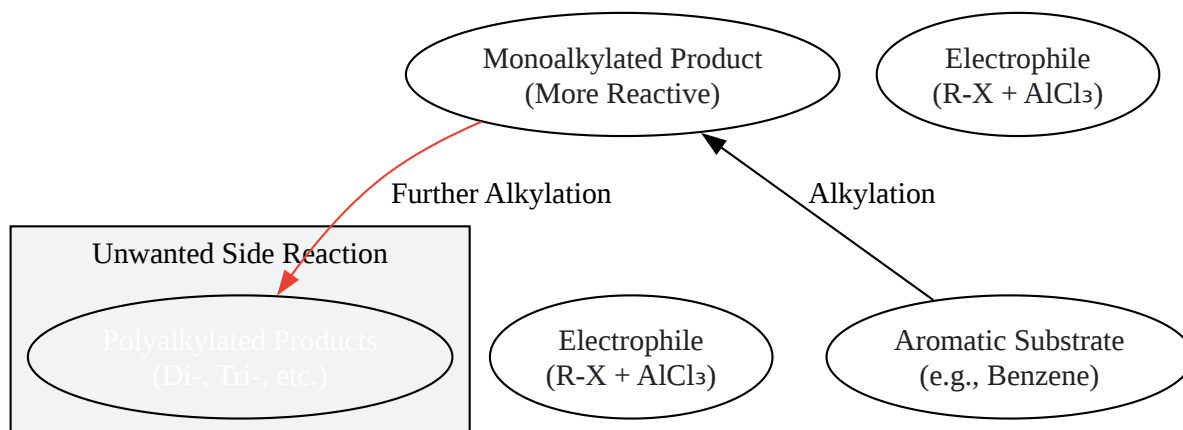 Monoalkylated Product
(More Reactive)
Electrophile
(R-X + AlCl₃)
Further Alkylation
Alkylation
Unwanted Side Reaction
Polyalkylated Products
(Di-, Tri-, etc.)
Electrophile
(R-X + AlCl₃)
Aromatic Substrate
(e.g., Benzene)